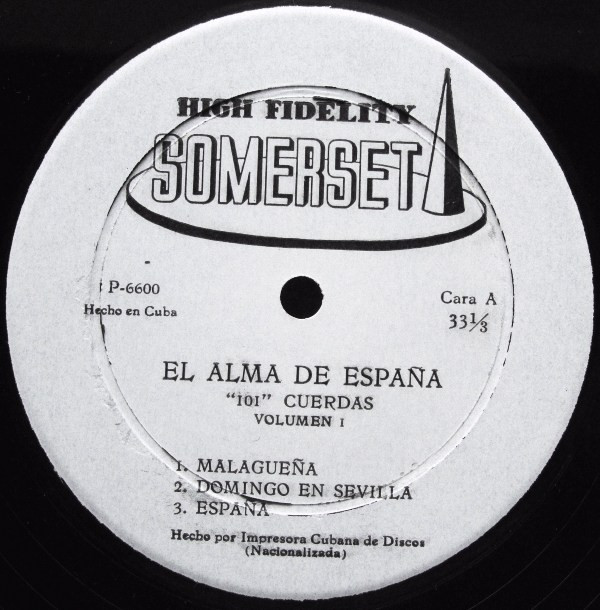 HIGH FIDELITY
SOMERSET
P-6600
Hecho en Cuba
Cara A
33⅓
EL ALMA DE ESPAÑA
"101" CUERDAS
VOLUMEN 1
1. MALAGUEÑA
2. DOMINGO EN SEVILLA
3. ESPAÑA
Hecho por Impresora Cubana de Discos
(Nacionalizada)